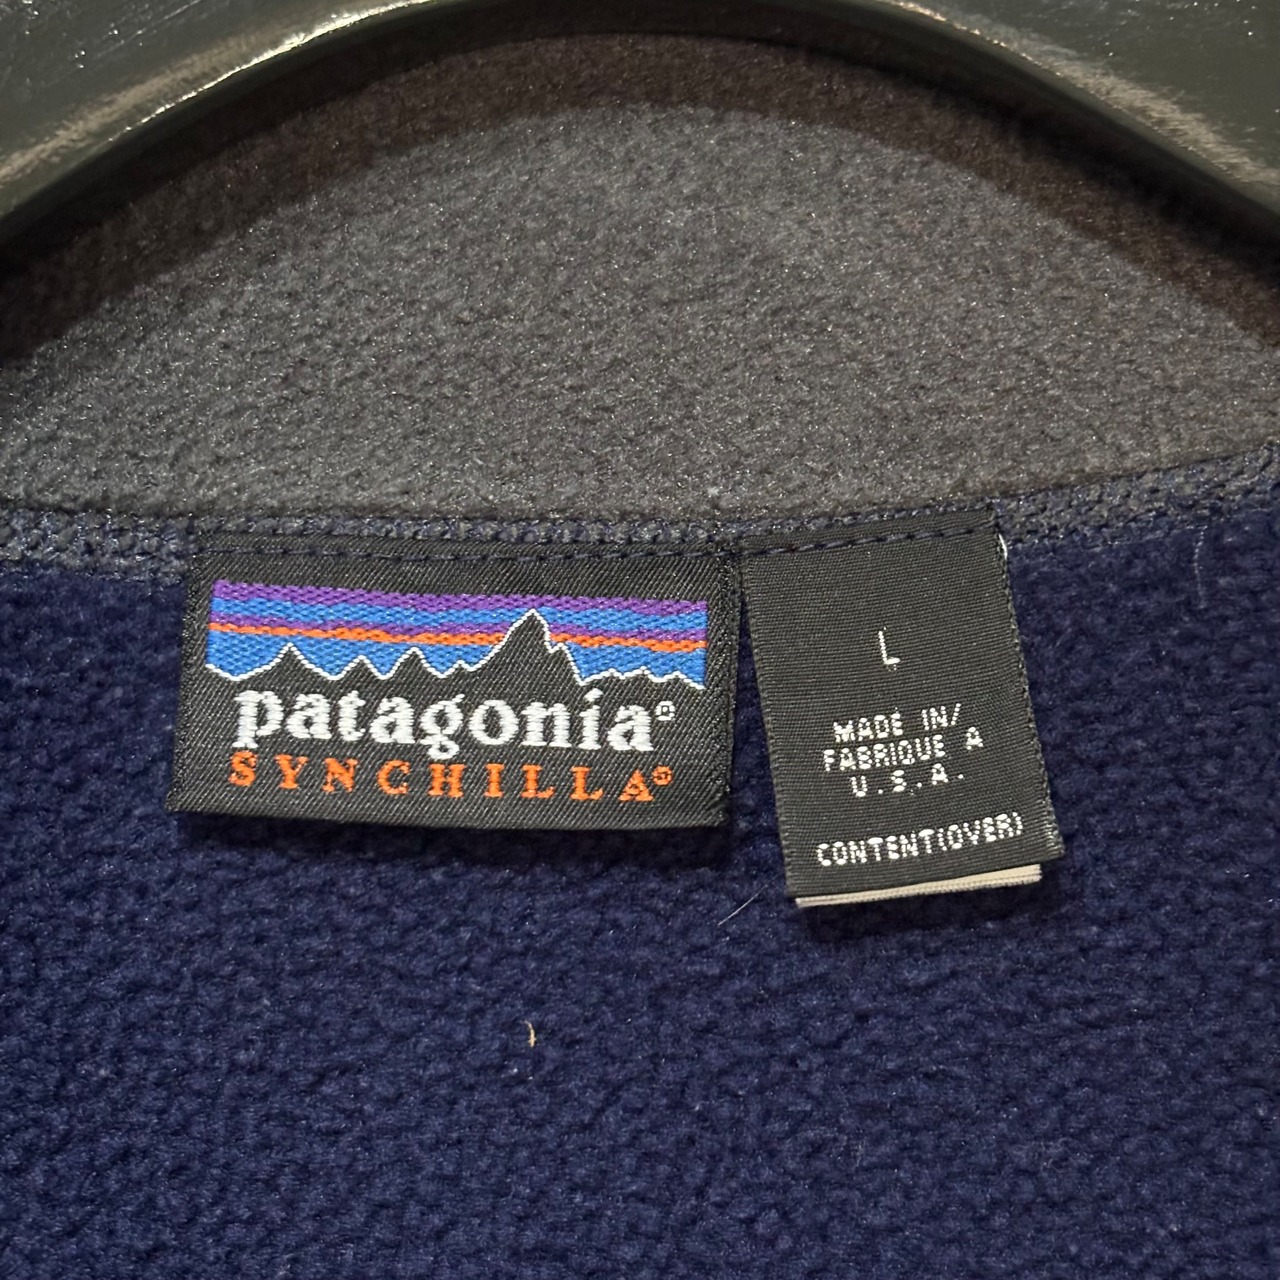 patagonia®
SYNCHILLA®
L
MADE IN/
FABRIQUE A
U.S.A.
CONTENT(OVER)